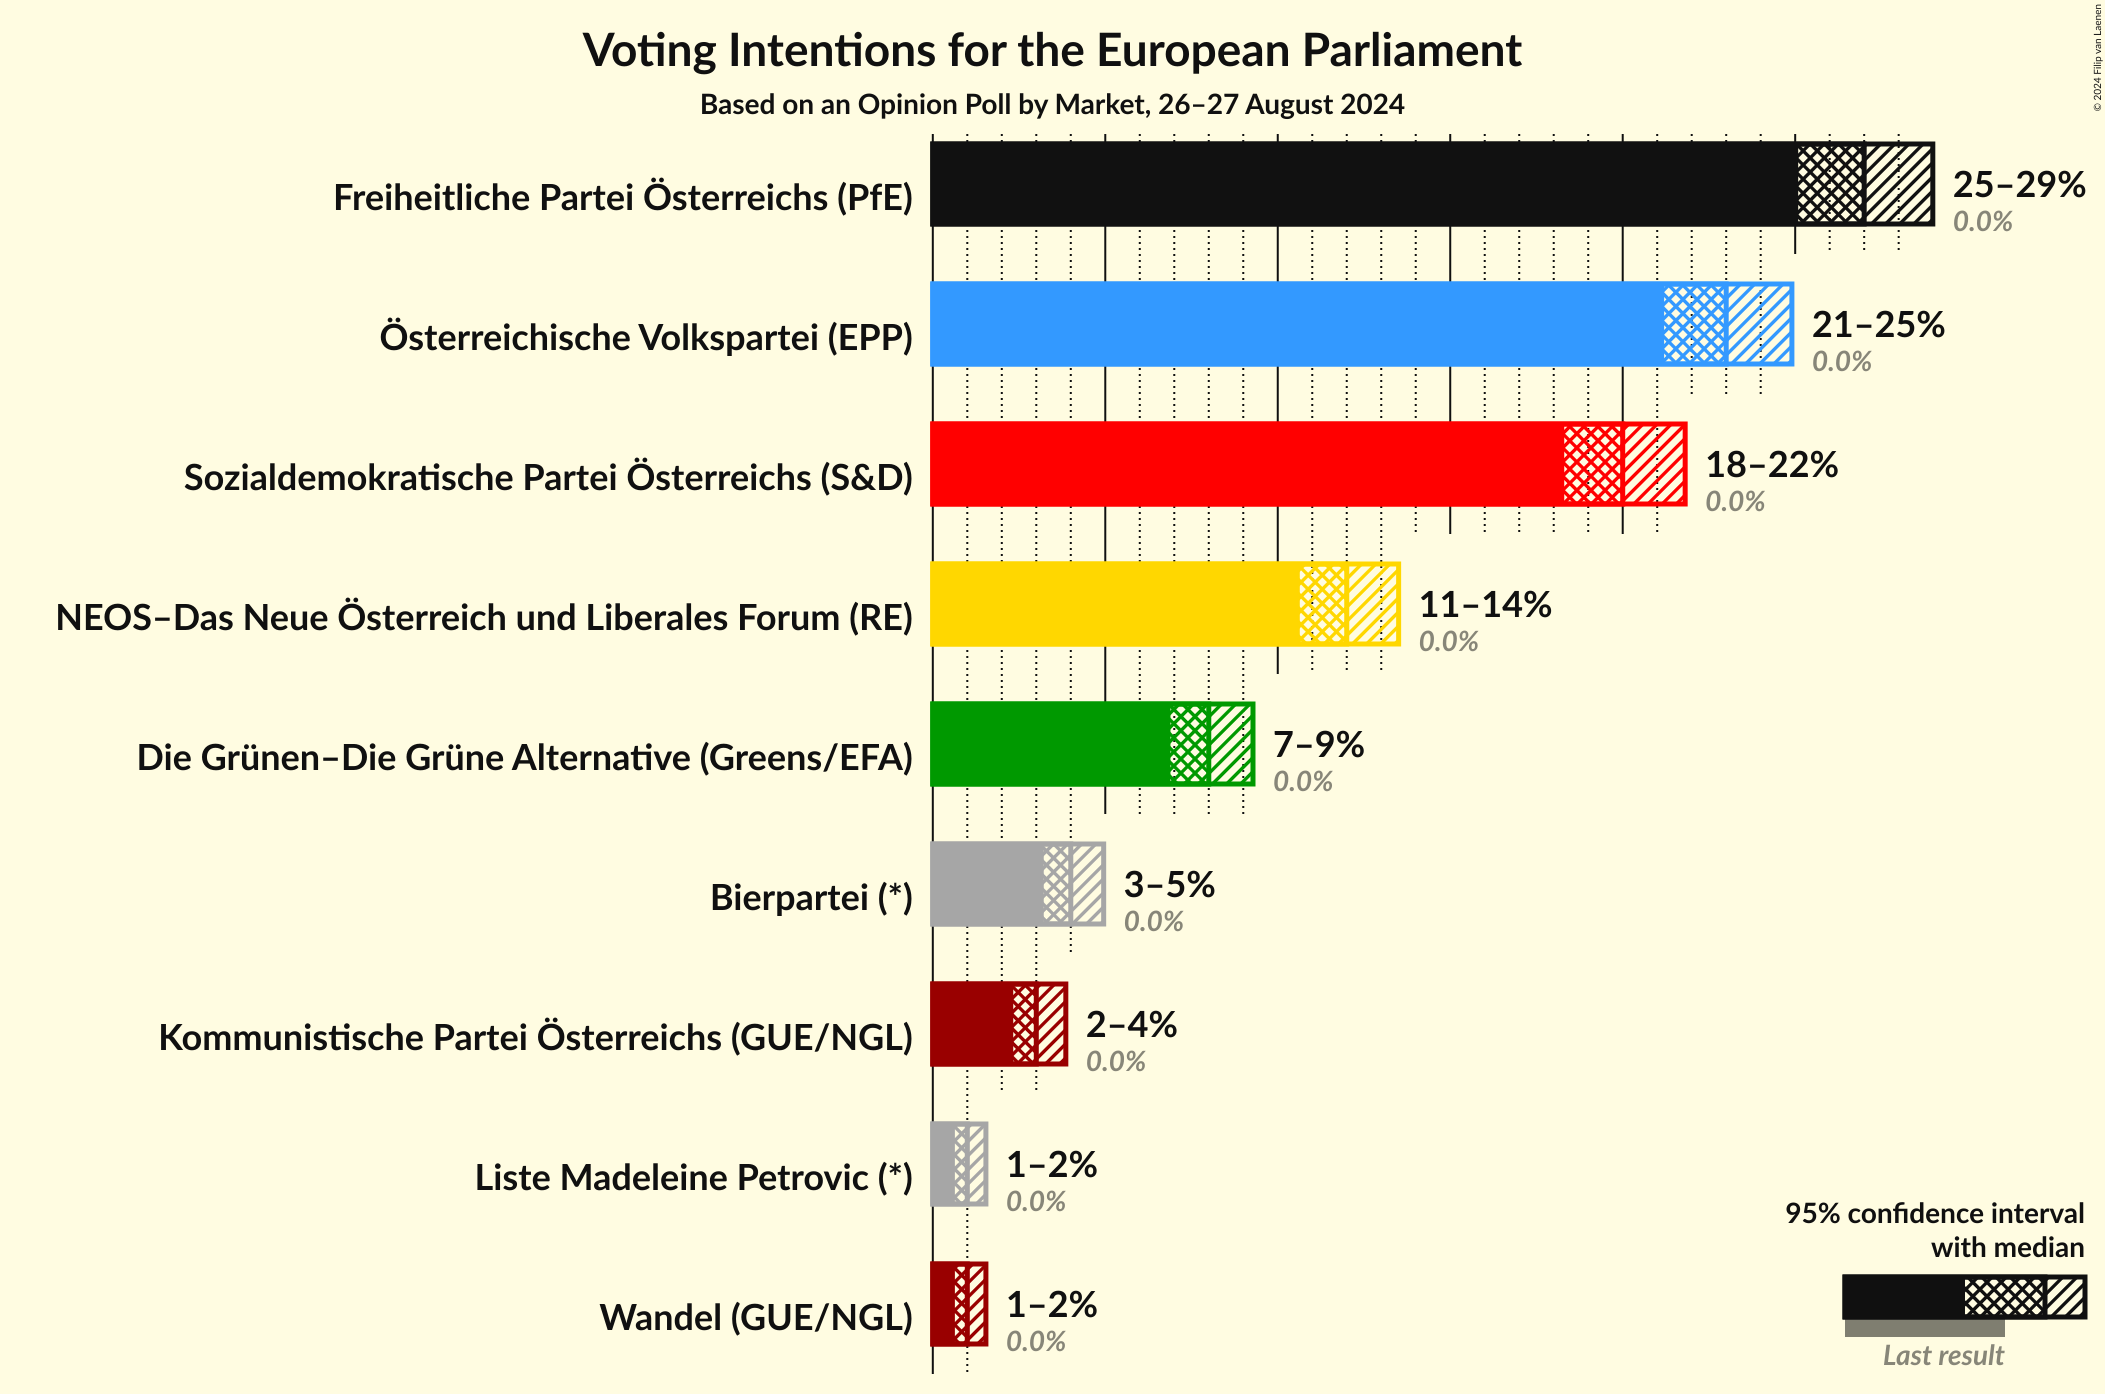 Voting Intentions for the European Parliament
Based on an Opinion Poll by Market, 26–27 August 2024
© 2024 Filip van Laenen
Freiheitliche Partei Österreichs (PfE)
25–29%
0.0%
Österreichische Volkspartei (EPP)
21–25%
0.0%
Sozialdemokratische Partei Österreichs (S&D)
18–22%
0.0%
NEOS–Das Neue Österreich und Liberales Forum (RE)
11–14%
0.0%
Die Grünen–Die Grüne Alternative (Greens/EFA)
7–9%
0.0%
Bierpartei (*)
3–5%
0.0%
Kommunistische Partei Österreichs (GUE/NGL)
2–4%
0.0%
Liste Madeleine Petrovic (*)
1–2%
0.0%
Wandel (GUE/NGL)
1–2%
0.0%
95% confidence interval
with median
Last result